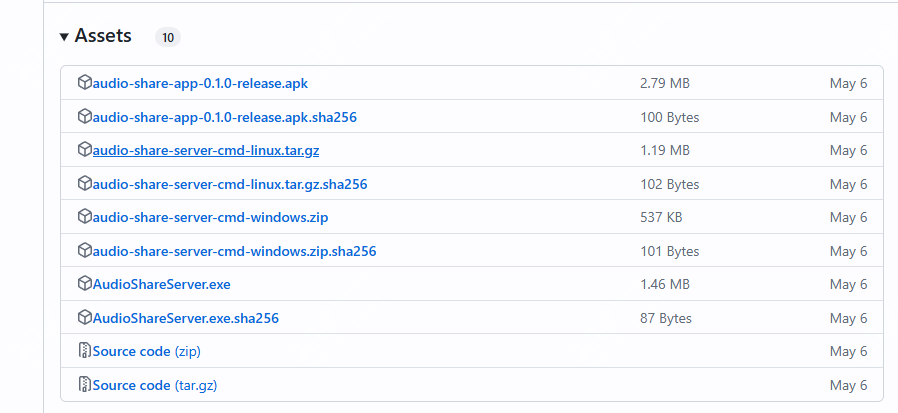 Assets 10
audio-share-app-0.1.0-release.apk 2.79 MB May 6
audio-share-app-0.1.0-release.apk.sha256 100 Bytes May 6
audio-share-server-cmd-linux.tar.gz 1.19 MB May 6
audio-share-server-cmd-linux.tar.gz.sha256 102 Bytes May 6
audio-share-server-cmd-windows.zip 537 KB May 6
audio-share-server-cmd-windows.zip.sha256 101 Bytes May 6
AudioShareServer.exe 1.46 MB May 6
AudioShareServer.exe.sha256 87 Bytes May 6
Source code (zip) May 6
Source code (tar.gz) May 6